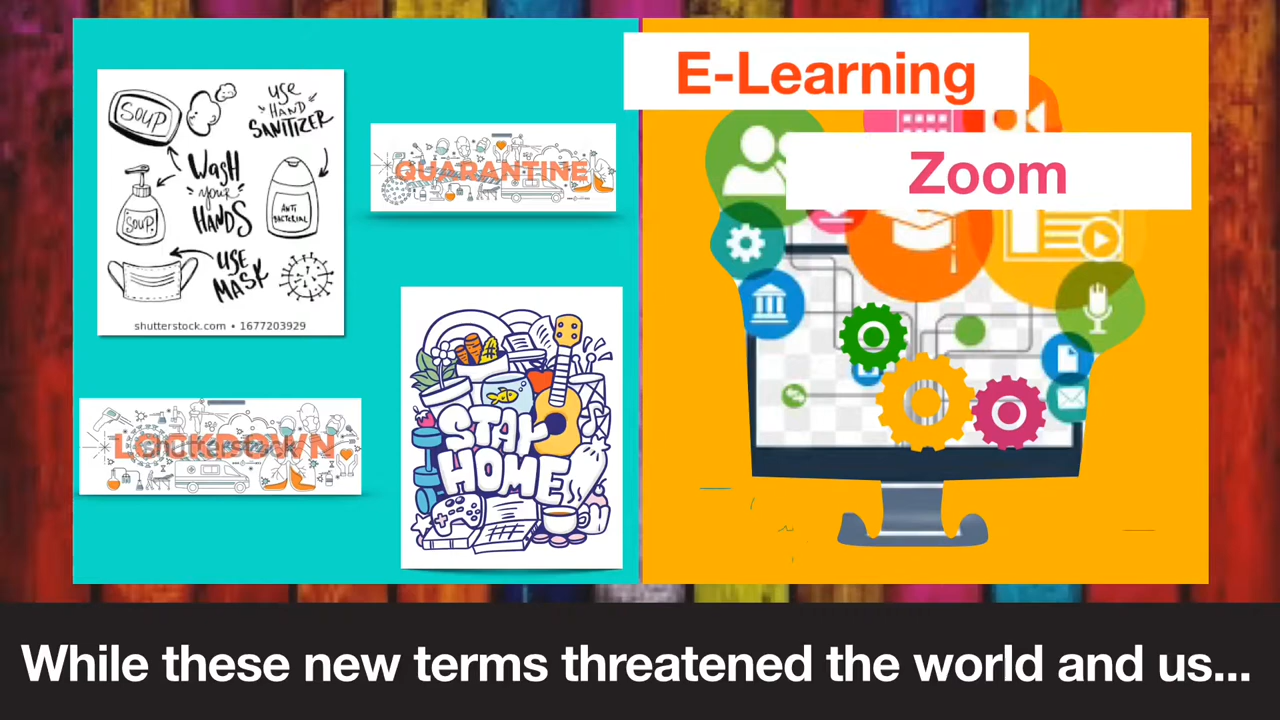 E-Learning
Zoom
SOUP
USE
HAND
SANITIZER
WASH
your
HANDS
SOUP.
ANTI
BACTERIAL
USE
MASK
shutterstock.com • 1677203929
QUARANTINE
LOCKDOWN
shutterstock
STAY
HOME
While these new terms threatened the world and us...